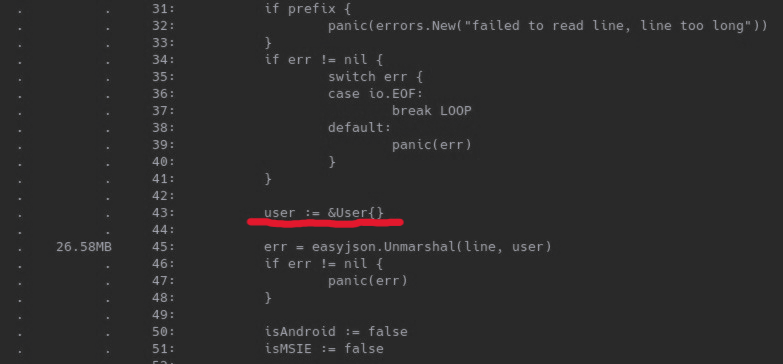 . . 31: if prefix {
. . 32: panic(errors.New("failed to read line, line too long"))
. . 33: }
. . 34: if err != nil {
. . 35: switch err {
. . 36: case io.EOF:
. . 37: break LOOP
. . 38: default:
. . 39: panic(err)
. . 40: }
. . 41: }
. . 42:
. . 43: user := &User{}
. . 44:
. 26.58MB 45: err = easyjson.Unmarshal(line, user)
. . 46: if err != nil {
. . 47: panic(err)
. . 48: }
. . 49:
. . 50: isAndroid := false
. . 51: isMSIE := false